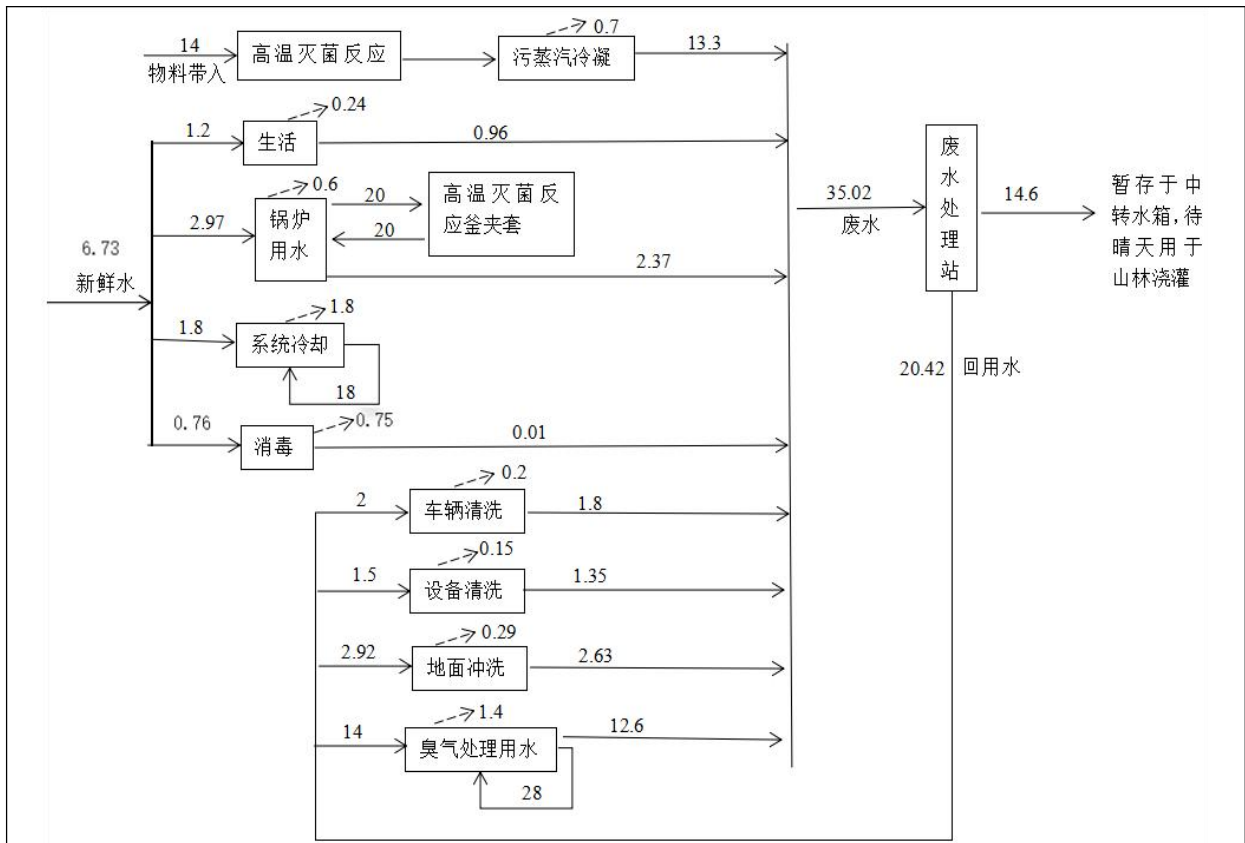 0.7
14
高温灭菌反应
污蒸汽冷凝
13.3
物料带入
0.24
1.2
生活
0.96
0.6
20
高温灭菌反
应釜夹套
2.97
锅炉
用水
20
2.37
6.73
新鲜水
1.8
1.8
系统冷却
18
0.76
0.75
消毒
0.01
0.2
2
车辆清洗
1.8
0.15
1.5
设备清洗
1.35
0.29
2.92
地面冲洗
2.63
1.4
14
臭气处理用水
12.6
28
35.02
废水
废
水
处
理
站
14.6
暂存于中
转水箱，待
晴天用于
山林浇灌
20.42
回用水